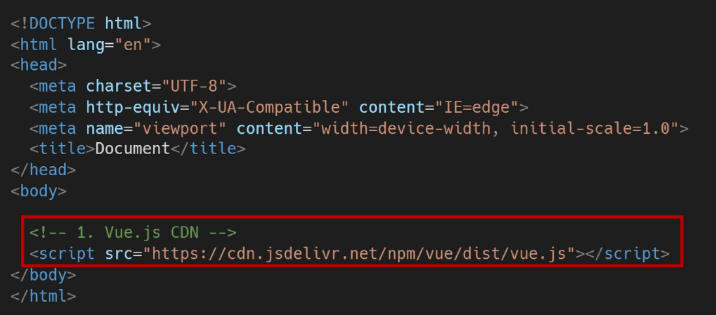 <!DOCTYPE html>
<html lang="en">
<head>
<meta charset="UTF-8">
<meta http-equiv="X-UA-Compatible" content="IE=edge">
<meta name="viewport" content="width=device-width, initial-scale=1.0">
<title>Document</title>
</head>
<body>
<!-- 1. Vue.js CDN -->
<script src="https://cdn.jsdelivr.net/npm/vue/dist/vue.js"></script>
</body>
</html>